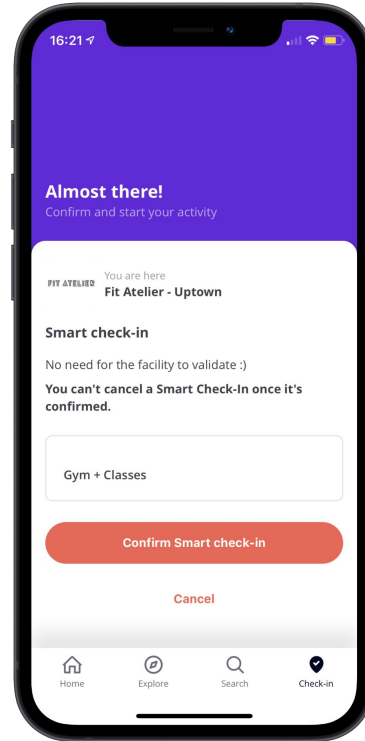 16:21
Almost there!
Confirm and start your activity
FIT ATELIER
You are here
Fit Atelier - Uptown
Smart check-in
No need for the facility to validate :)
You can't cancel a Smart Check-In once it's
confirmed.
Gym + Classes
Confirm Smart check-in
Cancel
Home
Explore
Search
Check-in